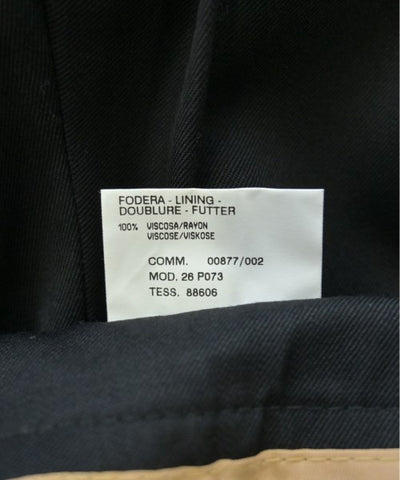 FODERA - LINING -
DOUBLURE - FUTTER
100% VISCOSA/RAYON
VISCOSE/VISKOSE
COMM. 00877/002
MOD. 26 P073
TESS. 88606